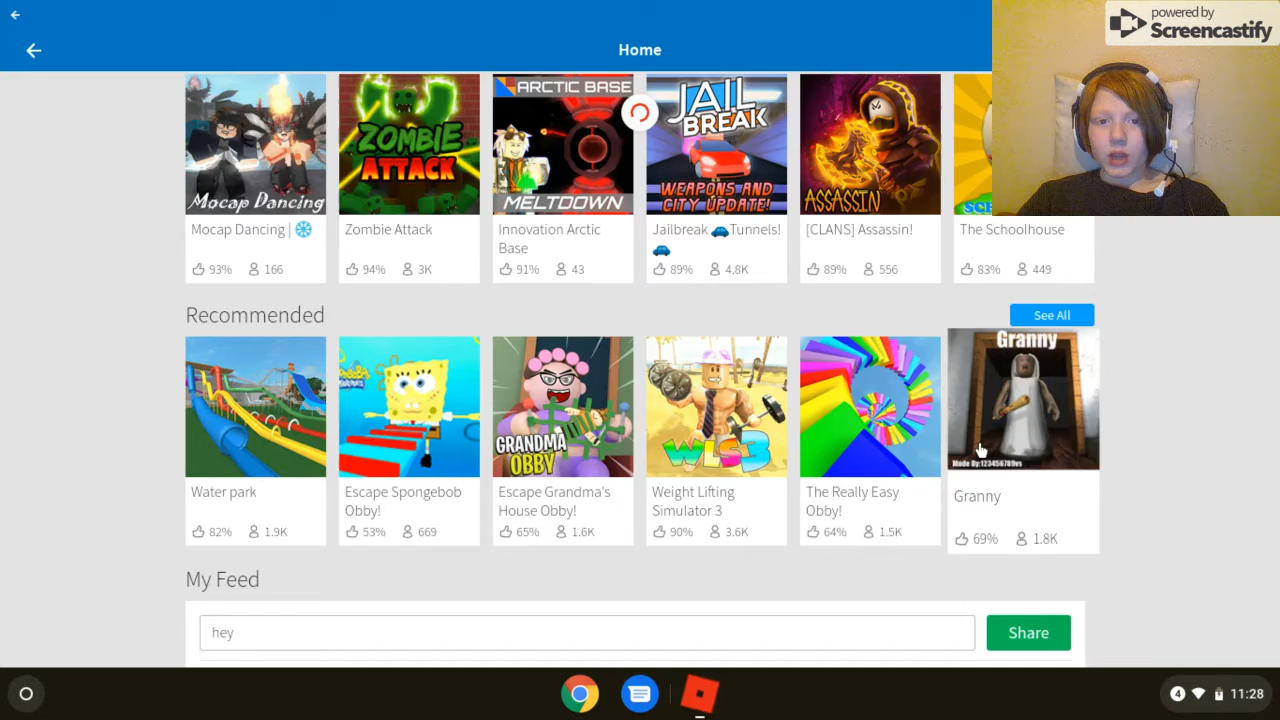 powered by
Screencastify
Home
ARCTIC BASE
JAIL
BREAK
ZOMBIE
ATTACK
Mocap Dancing
MELTDOWN
WEAPONS AND
CITY UPDATE!
ASSASSIN
Mocap Dancing |
Zombie Attack
Innovation Arctic
Base
Jailbreak Tunnels!
[CLANS] Assassin!
The Schoolhouse
93% 166
94% 3K
91% 43
89% 4.8K
89% 556
83% 449
Recommended
See All
Granny
GRANDMA
OBBY
WLS3
Made By:123456789vs
Water park
Escape Spongebob
Obby!
Escape Grandma's
House Obby!
Weight Lifting
Simulator 3
The Really Easy
Obby!
Granny
82% 1.9K
53% 669
65% 1.6K
90% 3.6K
64% 1.5K
69% 1.8K
My Feed
hey
Share
4
11:28